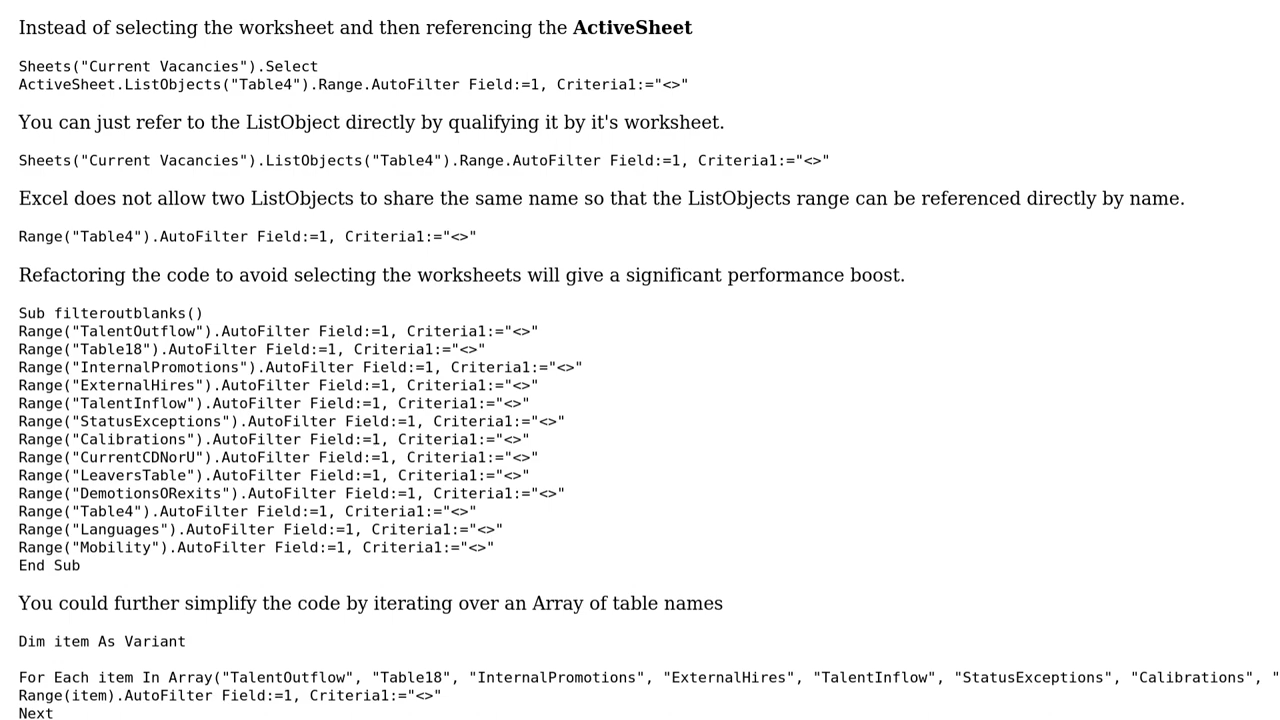 Instead of selecting the worksheet and then referencing the ActiveSheet
Sheets("Current Vacancies").Select
ActiveSheet.ListObjects("Table4").Range.AutoFilter Field:=1, Criteria1:="<>"
You can just refer to the ListObject directly by qualifying it by it's worksheet.
Sheets("Current Vacancies").ListObjects("Table4").Range.AutoFilter Field:=1, Criteria1:="<>"
Excel does not allow two ListObjects to share the same name so that the ListObjects range can be referenced directly by name.
Range("Table4").AutoFilter Field:=1, Criteria1:="<>"
Refactoring the code to avoid selecting the worksheets will give a significant performance boost.
Sub filteroutblanks()
Range("TalentOutflow").AutoFilter Field:=1, Criteria1:="<>"
Range("Table18").AutoFilter Field:=1, Criteria1:="<>"
Range("InternalPromotions").AutoFilter Field:=1, Criteria1:="<>"
Range("ExternalHires").AutoFilter Field:=1, Criteria1:="<>"
Range("TalentInflow").AutoFilter Field:=1, Criteria1:="<>"
Range("StatusExceptions").AutoFilter Field:=1, Criteria1:="<>"
Range("Calibrations").AutoFilter Field:=1, Criteria1:="<>"
Range("CurrentCDNorU").AutoFilter Field:=1, Criteria1:="<>"
Range("LeaversTable").AutoFilter Field:=1, Criteria1:="<>"
Range("DemotionsORexits").AutoFilter Field:=1, Criteria1:="<>"
Range("Table4").AutoFilter Field:=1, Criteria1:="<>"
Range("Languages").AutoFilter Field:=1, Criteria1:="<>"
Range("Mobility").AutoFilter Field:=1, Criteria1:="<>"
End Sub
You could further simplify the code by iterating over an Array of table names
Dim item As Variant
For Each item In Array("TalentOutflow", "Table18", "InternalPromotions", "ExternalHires", "TalentInflow", "StatusExceptions", "Calibrations", "
Range(item).AutoFilter Field:=1, Criteria1:="<>"
Next